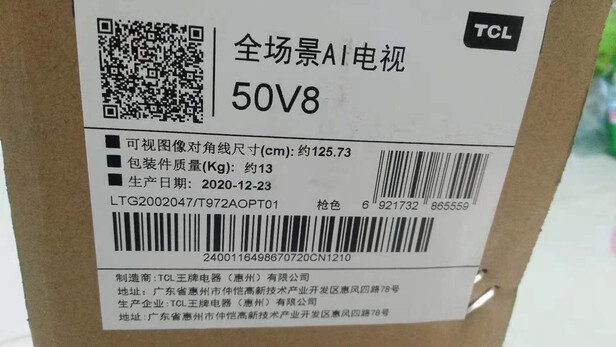 TCL
全场景AI电视
50V8
■ 可视图像对角线尺寸(cm): 约125.73
■ 包装件质量(Kg): 约13
■ 生产日期: 2020-12-23
LTG2002047/T972AOPT01 枪色 6 921732 865559
2400116498670720CN1210
制造商: TCL王牌电器（惠州）有限公司
地址: 广东省惠州市仲恺高新技术产业开发区惠风四路78号
生产企业: TCL王牌电器（惠州）有限公司
地址: 广东省惠州市仲恺高新技术产业开发区惠风四路78号